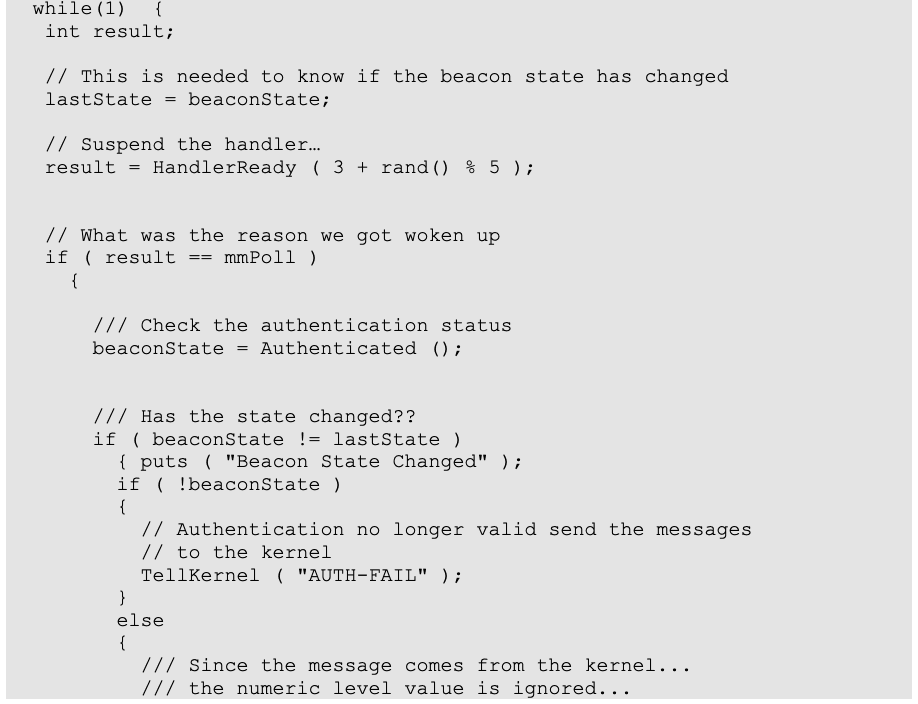 while(1)  {
int result;
// This is needed to know if the beacon state has changed
lastState = beaconState;
// Suspend the handler…
result = HandlerReady ( 3 + rand() % 5 );
// What was the reason we got woken up
if ( result == mmPoll )
{
/// Check the authentication status
beaconState = Authenticated ();
/// Has the state changed??
if ( beaconState != lastState )
{ puts ( "Beacon State Changed" );
if ( !beaconState )
{
// Authentication no longer valid send the messages
// to the kernel
TellKernel ( "AUTH-FAIL" );
}
else
{
/// Since the message comes from the kernel...
/// the numeric level value is ignored...